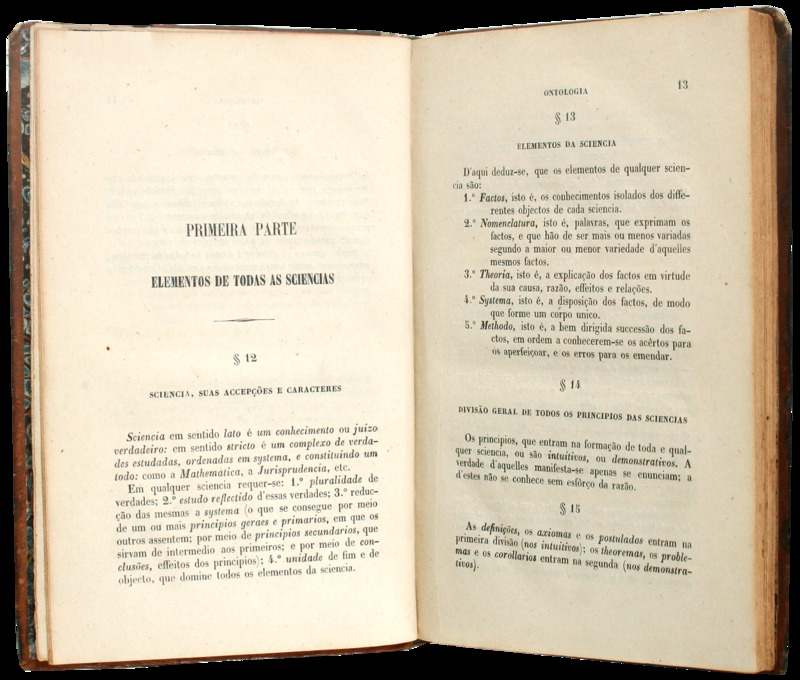 PRIMEIRA PARTE
ELEMENTOS DE TODAS AS SCIENCIAS
§ 12
SCIENCIA, SUAS ACCEPÇÕES E CARACTERES
Sciencia em sentido lato é um conhecimento ou juizo
verdadeiro: em sentido stricto é um complexo de verda-
des estudadas, ordenadas em systema, e constituindo um
todo: como a Mathematica, a Jurisprudencia, etc.
Em qualquer sciencia requer-se: 1.º pluralidade de
verdades; 2.º estudo reflectido d'essas verdades; 3.º reduc-
ção das mesmas a systema (o que se consegue por meio
de um ou mais principios geraes e primarios, em que os
outros assentem; por meio de principios secundarios, que
sirvam de intermedio aos primeiros; e por meio de con-
clusões, effeitos dos principios); 4.º unidade de fim e de
objecto, que domine todos os elementos da sciencia.
ONTOLOGIA 13
§ 13
ELEMENTOS DA SCIENCIA
D'aqui deduz-se, que os elementos de qualquer scien-
cia são:
1.º Factos, isto é, os conhecimentos isolados dos diffe-
rentes objectos de cada sciencia.
2.º Nomenclatura, isto é, palavras, que exprimam os
factos, e que hão de ser mais ou menos variadas
segundo a maior ou menor variedade d'aquelles
mesmos factos.
3.º Theoria, isto é, a explicação dos factos em virtude
da sua causa, razão, effeitos e relações.
4.º Systema, isto é, a disposição dos factos, de modo
que forme um corpo unico.
5.º Methodo, isto é, a bem dirigida successão dos fa-
ctos, em ordem a conhecerem-se os acêrtos para
os aperfeiçoar, e os erros para os emendar.
§ 14
DIVISÃO GERAL DE TODOS OS PRINCIPIOS DAS SCIENCIAS
Os principios, que entram na formação de toda e qual-
quer sciencia, ou são intuitivos, ou demonstrativos. A
verdade d'aquelles manifesta-se apenas se enunciam; a
d'estes não se conhece sem esfôrço da razão.
§ 15
As definições, os axiomas e os postulados entram na
primeira divisão (nos intuitivos); os theoremas, os proble-
mas e os corollarios entram na segunda (nos demonstra-
tivos).